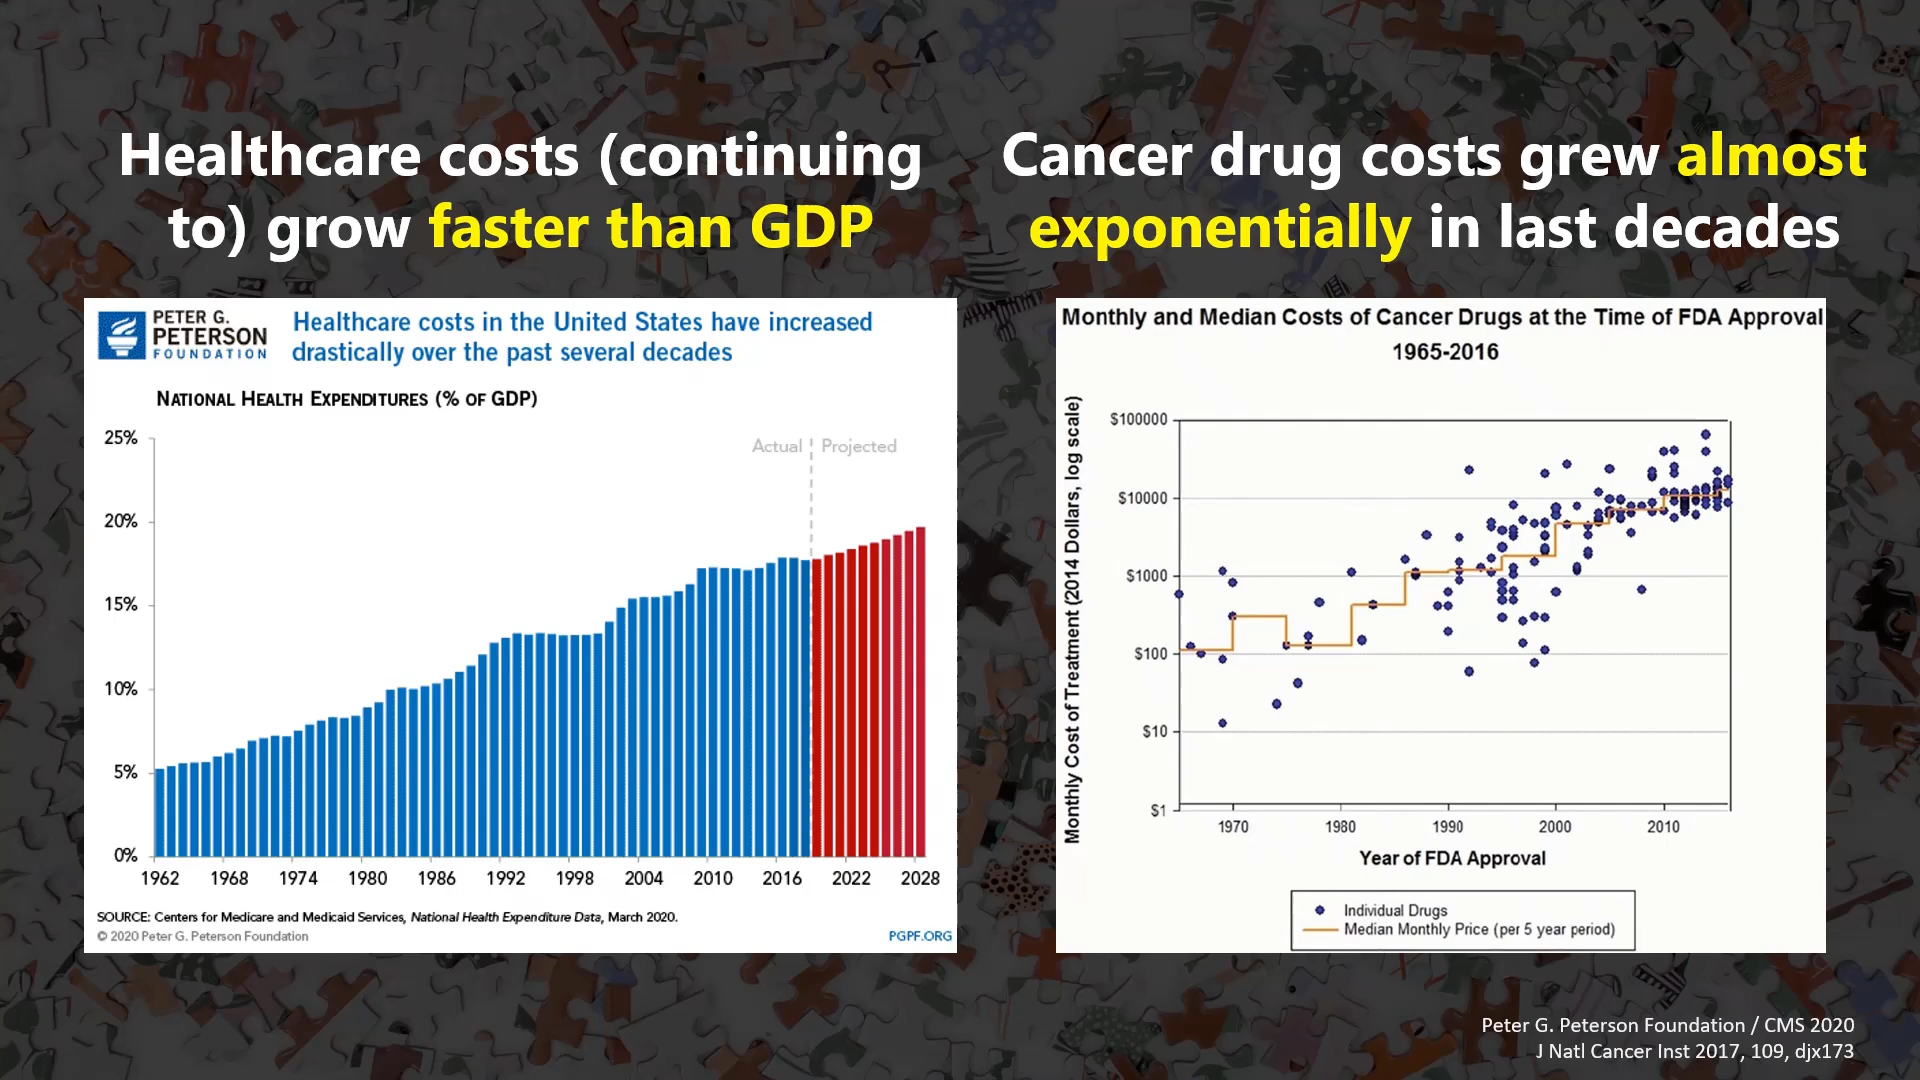 Healthcare costs (continuing
to) grow faster than GDP
Cancer drug costs grew almost
exponentially in last decades
PETER G.
PETERSON
FOUNDATION
Healthcare costs in the United States have increased
drastically over the past several decades
NATIONAL HEALTH EXPENDITURES (% OF GDP)
25%
20%
15%
10%
5%
0%
Actual
Projected
1962 1968 1974 1980 1986 1992 1998 2004 2010 2016 2022 2028
SOURCE: Centers for Medicare and Medicaid Services, National Health Expenditure Data, March 2020.
© 2020 Peter G. Peterson Foundation
PGPF.ORG
Monthly and Median Costs of Cancer Drugs at the Time of FDA Approval
1965-2016
Monthly Cost of Treatment (2014 Dollars, log scale)
$100000
$10000
$1000
$100
$10
$1
1970 1980 1990 2000 2010
Year of FDA Approval
Individual Drugs
Median Monthly Price (per 5 year period)
Peter G. Peterson Foundation / CMS 2020
J Natl Cancer Inst 2017, 109, djx173